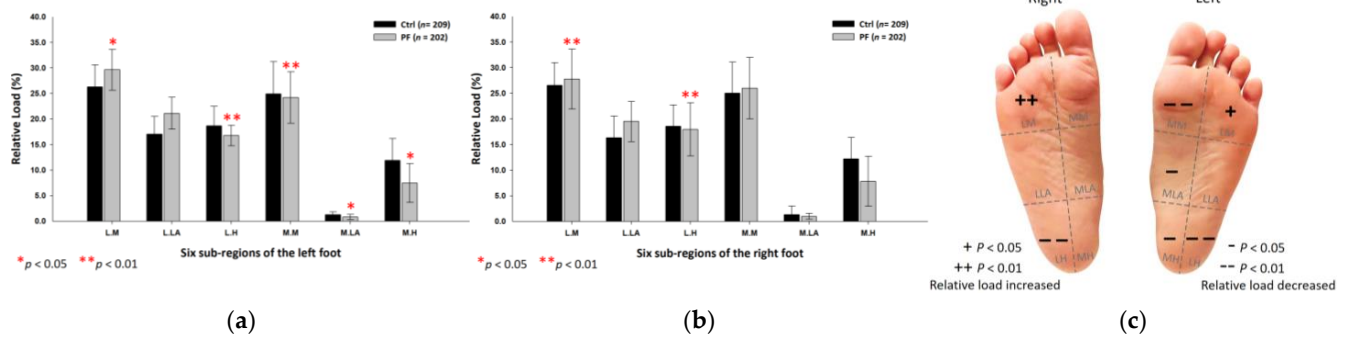 40.0
35.0
30.0
25.0
20.0
15.0
10.0
5.0
0.0
Relative Load (%)
Ctrl (n= 209)
PF (n = 202)
*
**
**
*
*
L.M
L.LA
L.H
M.M
M.LA
M.H
Six sub-regions of the left foot
*p < 0.05 **p < 0.01
(a)
40.0
35.0
30.0
25.0
20.0
15.0
10.0
5.0
0.0
Relative Load (%)
Ctrl (n= 209)
PF (n = 202)
**
**
L.M
L.LA
L.H
M.M
M.LA
M.H
Six sub-regions of the right foot
*p < 0.05 **p < 0.01
(b)
Right
Left
++
LM
MM
LLA
MLA
−−
LH
MH
−−
MM
+
LM
−
MLA
LLA
−
−−
MH
LH
+ P < 0.05
++ P < 0.01
Relative load increased
− P < 0.05
−− P < 0.01
Relative load decreased
(c)